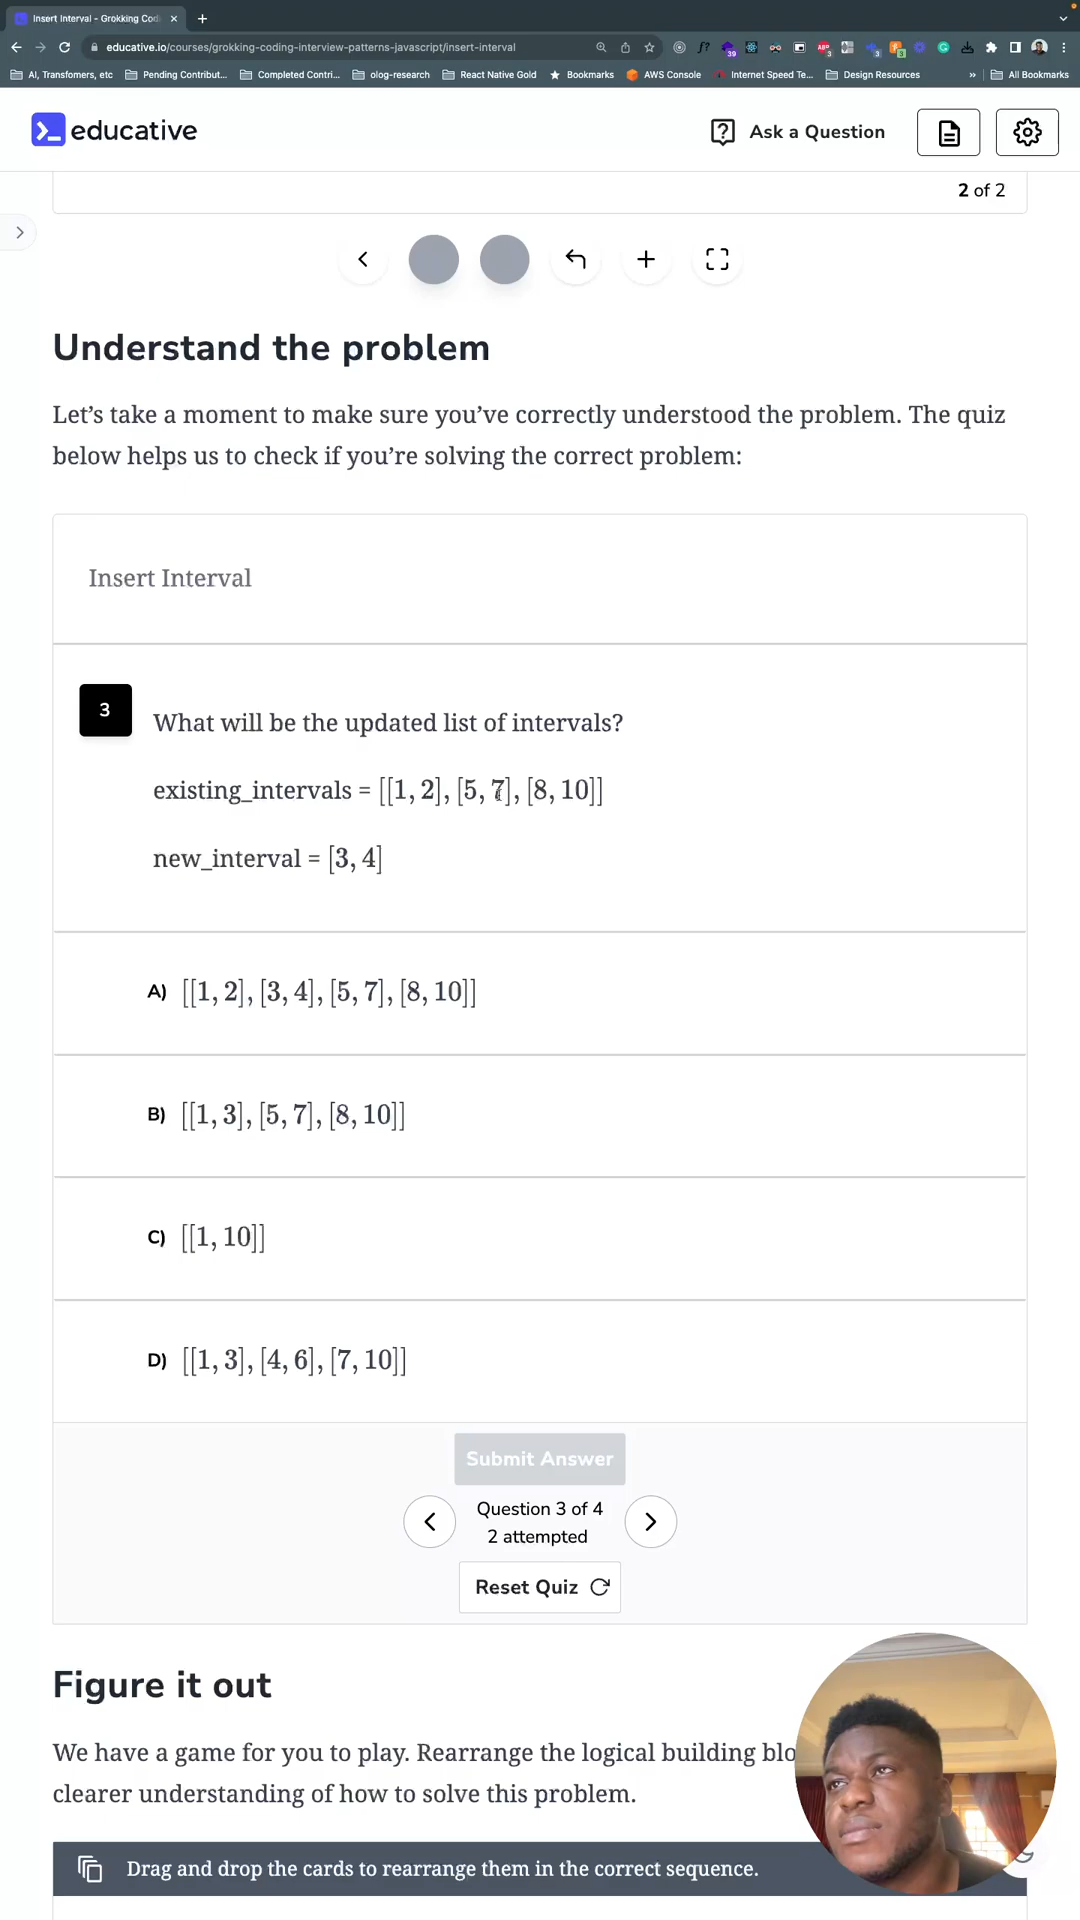 Insert Interval - Grokking Cod
educative.io/courses/grokking-coding-interview-patterns-javascript/insert-interval
AI, Transfomers, etc
Pending Contribut...
Completed Contri...
olog-research
React Native Gold
Bookmarks
AWS Console
Internet Speed Te...
Design Resources
»
All Bookmarks
educative
Ask a Question
2 of 2
Understand the problem
Let’s take a moment to make sure you’ve correctly understood the problem. The quiz
below helps us to check if you’re solving the correct problem:
Insert Interval
3
What will be the updated list of intervals?
existing_intervals = [[1, 2], [5, 7], [8, 10]]
new_interval = [3, 4]
A) [[1, 2], [3, 4], [5, 7], [8, 10]]
B) [[1, 3], [5, 7], [8, 10]]
C) [[1, 10]]
D) [[1, 3], [4, 6], [7, 10]]
Submit Answer
Question 3 of 4
2 attempted
Reset Quiz
Figure it out
We have a game for you to play. Rearrange the logical building blo
clearer understanding of how to solve this problem.
Drag and drop the cards to rearrange them in the correct sequence.